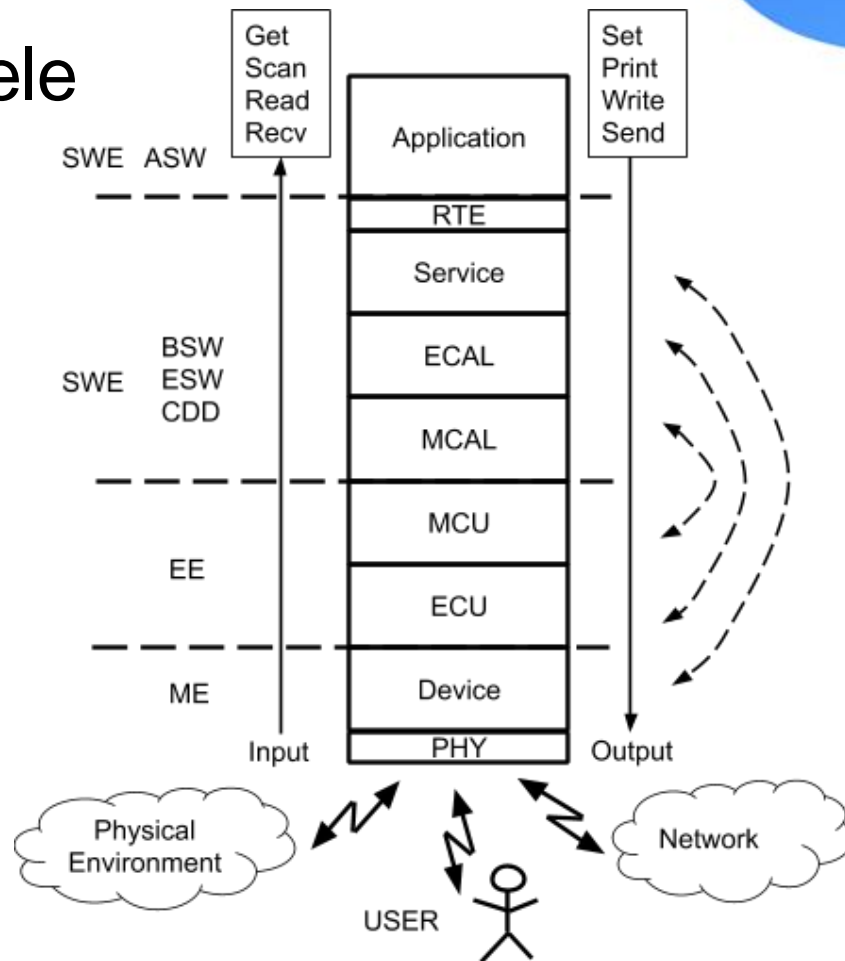 ele
Get
Scan
Read
Recv
Set
Print
Write
Send
SWE ASW
Application
RTE
Service
SWE
BSW
ESW
CDD
ECAL
MCAL
MCU
EE
ECU
ME
Device
Input
PHY
Output
Physical
Environment
Network
USER